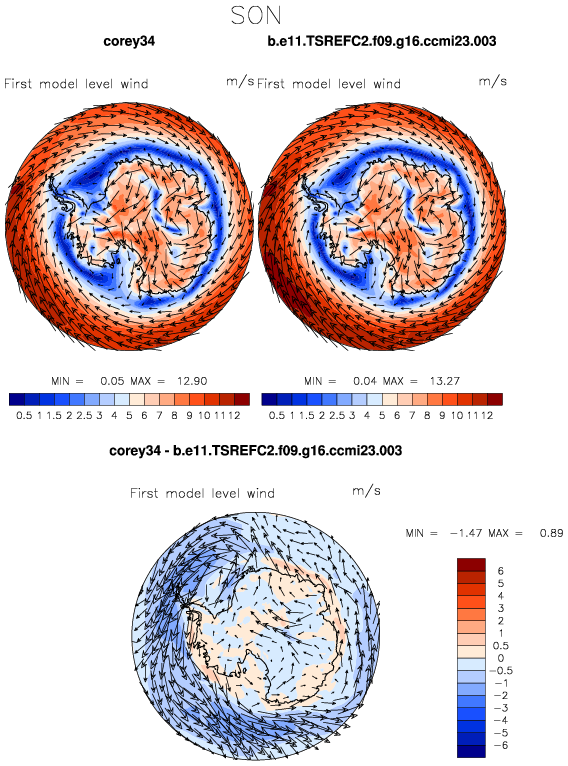 SON
corey34
b.e11.TSREFC2.f09.g16.ccmi23.003
First model level wind m/s
First model level wind m/s
MIN = 0.05 MAX = 12.90
MIN = 0.04 MAX = 13.27
0.5 1 1.5 2 2.5 3 4 5 6 7 8 9 10 11 12
0.5 1 1.5 2 2.5 3 4 5 6 7 8 9 10 11 12
corey34 - b.e11.TSREFC2.f09.g16.ccmi23.003
First model level wind m/s
MIN = -1.47 MAX = 0.89
6
5
4
3
2
1
0.5
0
-0.5
-1
-2
-3
-4
-5
-6